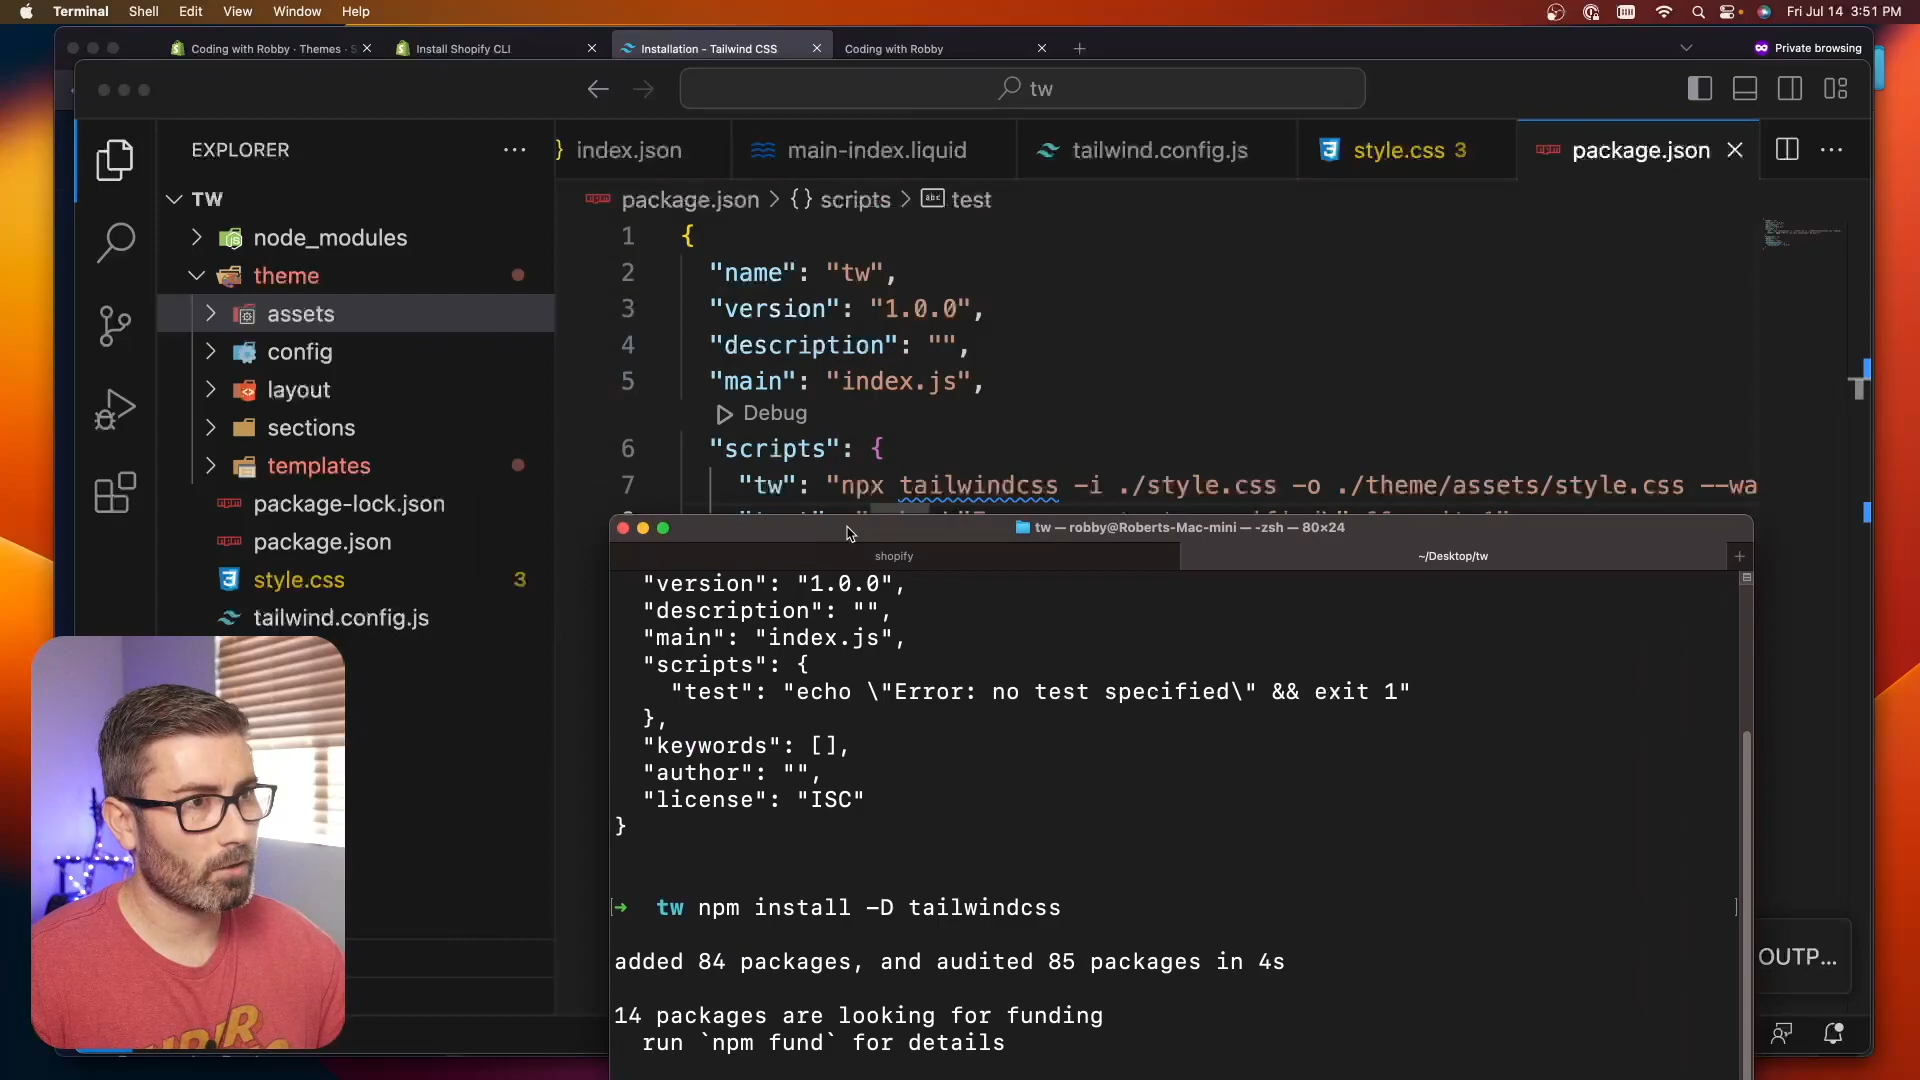 Terminal Shell Edit View Window Help Fri Jul 14 3:51 PM
Coding with Robby · Themes · S Install Shopify CLI Installation - Tailwind CSS Coding with Robby Private browsing
tw
EXPLORER
TW
node_modules
theme
assets
config
layout
sections
templates
package-lock.json
package.json
style.css 3
tailwind.config.js
} index.json main-index.liquid tailwind.config.js style.css 3 package.json
package.json > {} scripts > abc test
1 {
2 "name": "tw",
3 "version": "1.0.0",
4 "description": "",
5 "main": "index.js",
Debug
6 "scripts": {
7 "tw": "npx tailwindcss -i ./style.css -o ./theme/assets/style.css --wa
tw — robby@Roberts-Mac-mini — -zsh — 80×24
shopify ~/Desktop/tw
"version": "1.0.0",
"description": "",
"main": "index.js",
"scripts": {
"test": "echo \"Error: no test specified\" && exit 1"
},
"keywords": [],
"author": "",
"license": "ISC"
}
➜ tw npm install -D tailwindcss
added 84 packages, and audited 85 packages in 4s
14 packages are looking for funding
run `npm fund` for details
OUTP...